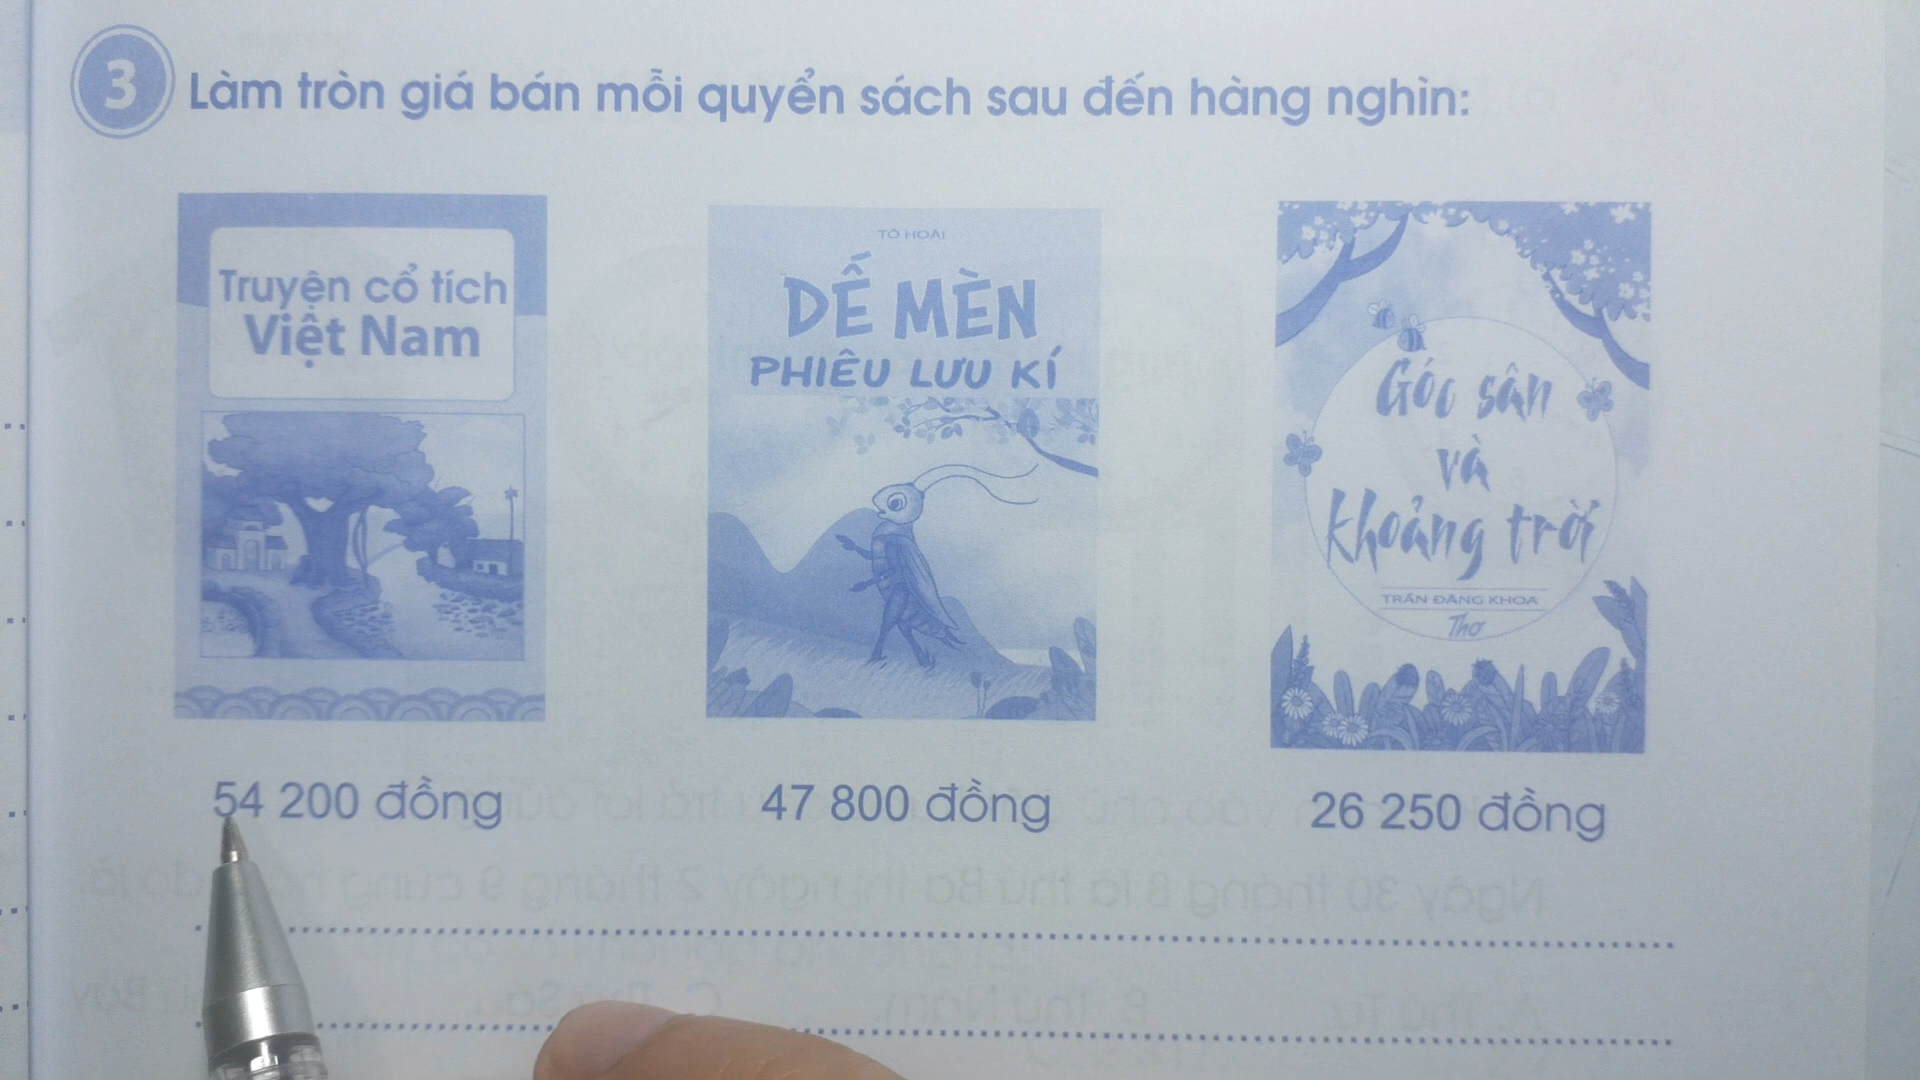 3 Làm tròn giá bán mỗi quyển sách sau đến hàng nghìn:
Truyện cổ tích
Việt Nam
TÔ HOÀI
DẾ MÈN
PHIÊU LƯU KÍ
Góc sân
và
khoảng trời
TRẦN ĐĂNG KHOA
Thơ
54 200 đồng
47 800 đồng
26 250 đồng